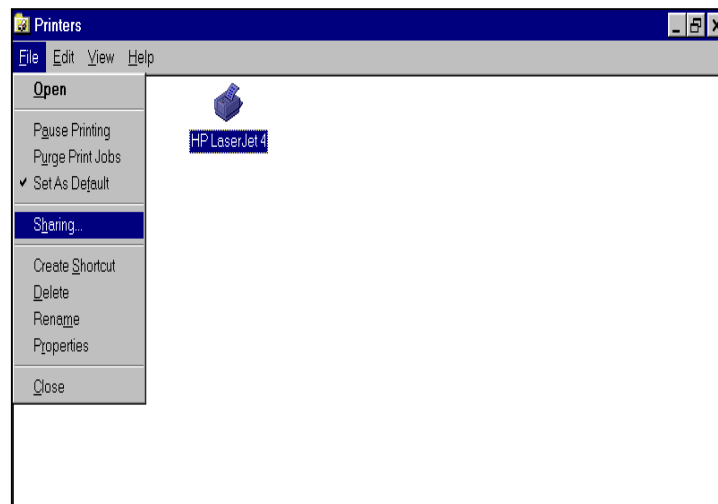 Printers
File Edit View Help
Open
Pause Printing
Purge Print Jobs
Set As Default
Sharing...
Create Shortcut
Delete
Rename
Properties
Close
HP LaserJet 4